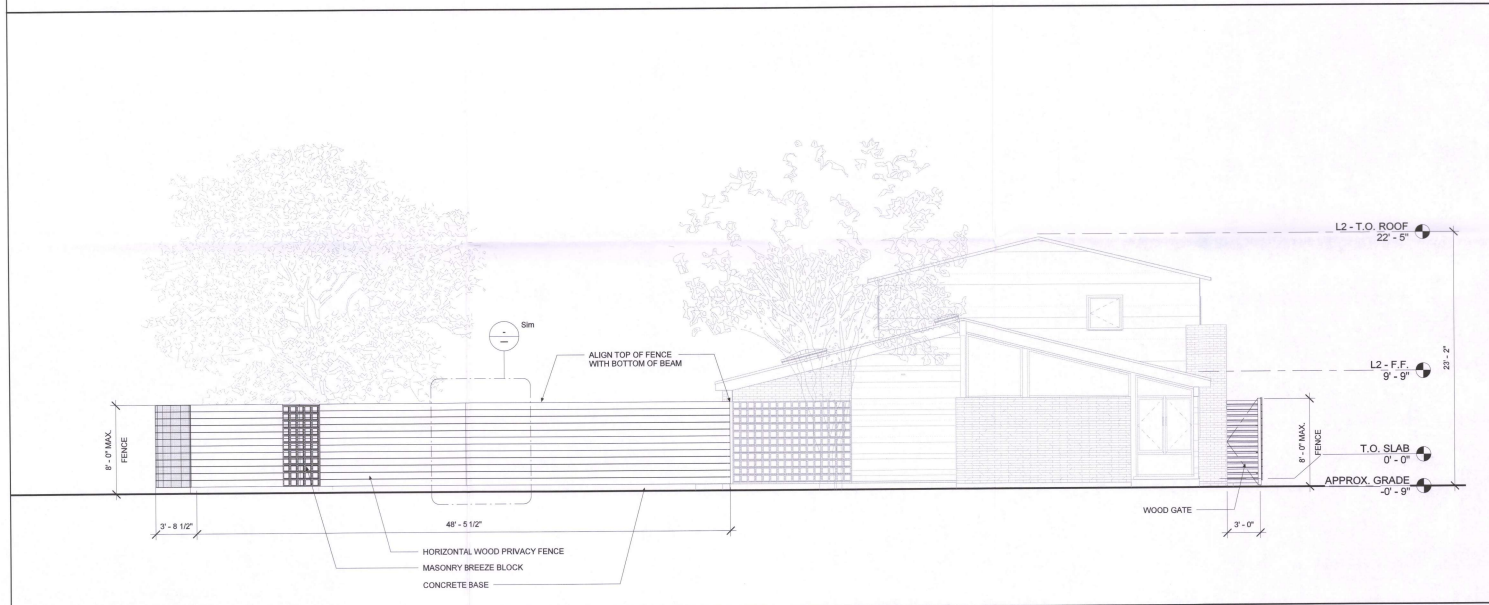 L2 - T.O. ROOF
22' - 5"
Sim
-
-
ALIGN TOP OF FENCE
WITH BOTTOM OF BEAM
23' - 2"
L2 - F.F.
9' - 9"
8' - 0" MAX.
FENCE
8' - 0" MAX.
FENCE
T.O. SLAB
0' - 0"
APPROX. GRADE
-0' - 9"
WOOD GATE
3' - 8 1/2"
48' - 5 1/2"
3' - 0"
HORIZONTAL WOOD PRIVACY FENCE
MASONRY BREEZE BLOCK
CONCRETE BASE